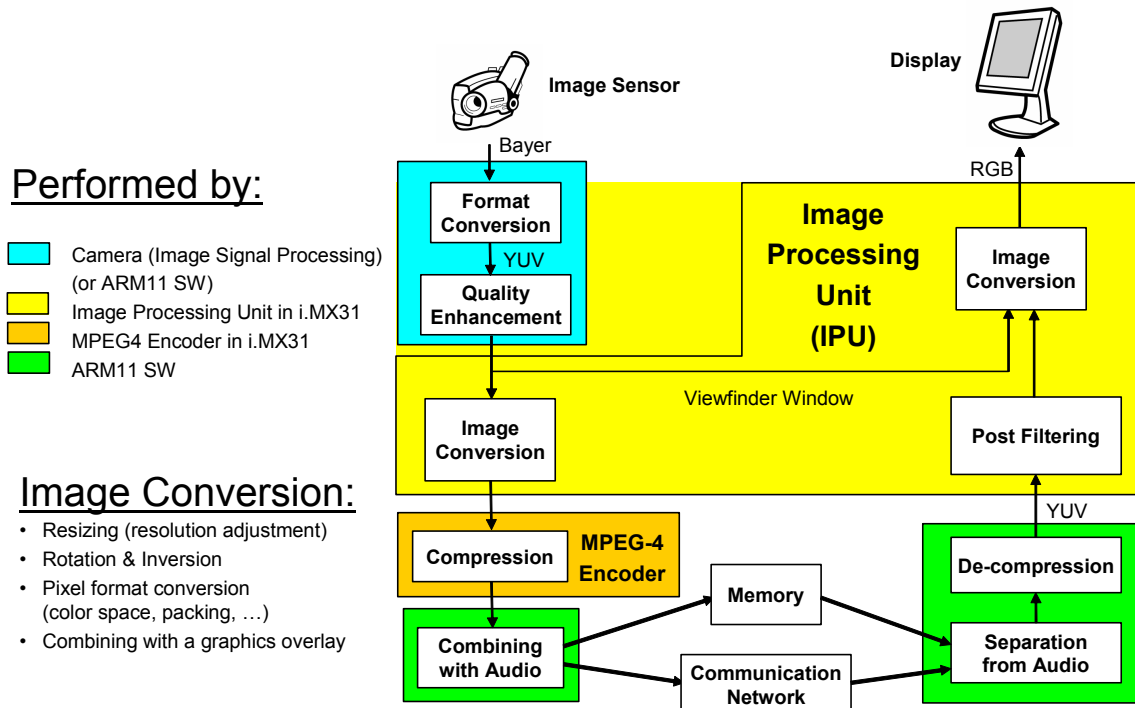 Performed by:
Camera (Image Signal Processing)
(or ARM11 SW)
Image Processing Unit in i.MX31
MPEG4 Encoder in i.MX31
ARM11 SW
Image Conversion:
• Resizing (resolution adjustment)
• Rotation & Inversion
• Pixel format conversion
(color space, packing, …)
• Combining with a graphics overlay
Image Sensor
Bayer
Format
Conversion
YUV
Quality
Enhancement
Image
Conversion
Compression
MPEG-4
Encoder
Combining
with Audio
Memory
Communication
Network
Separation
from Audio
De-compression
YUV
Post Filtering
Viewfinder Window
Image
Processing
Unit
(IPU)
Image
Conversion
RGB
Display